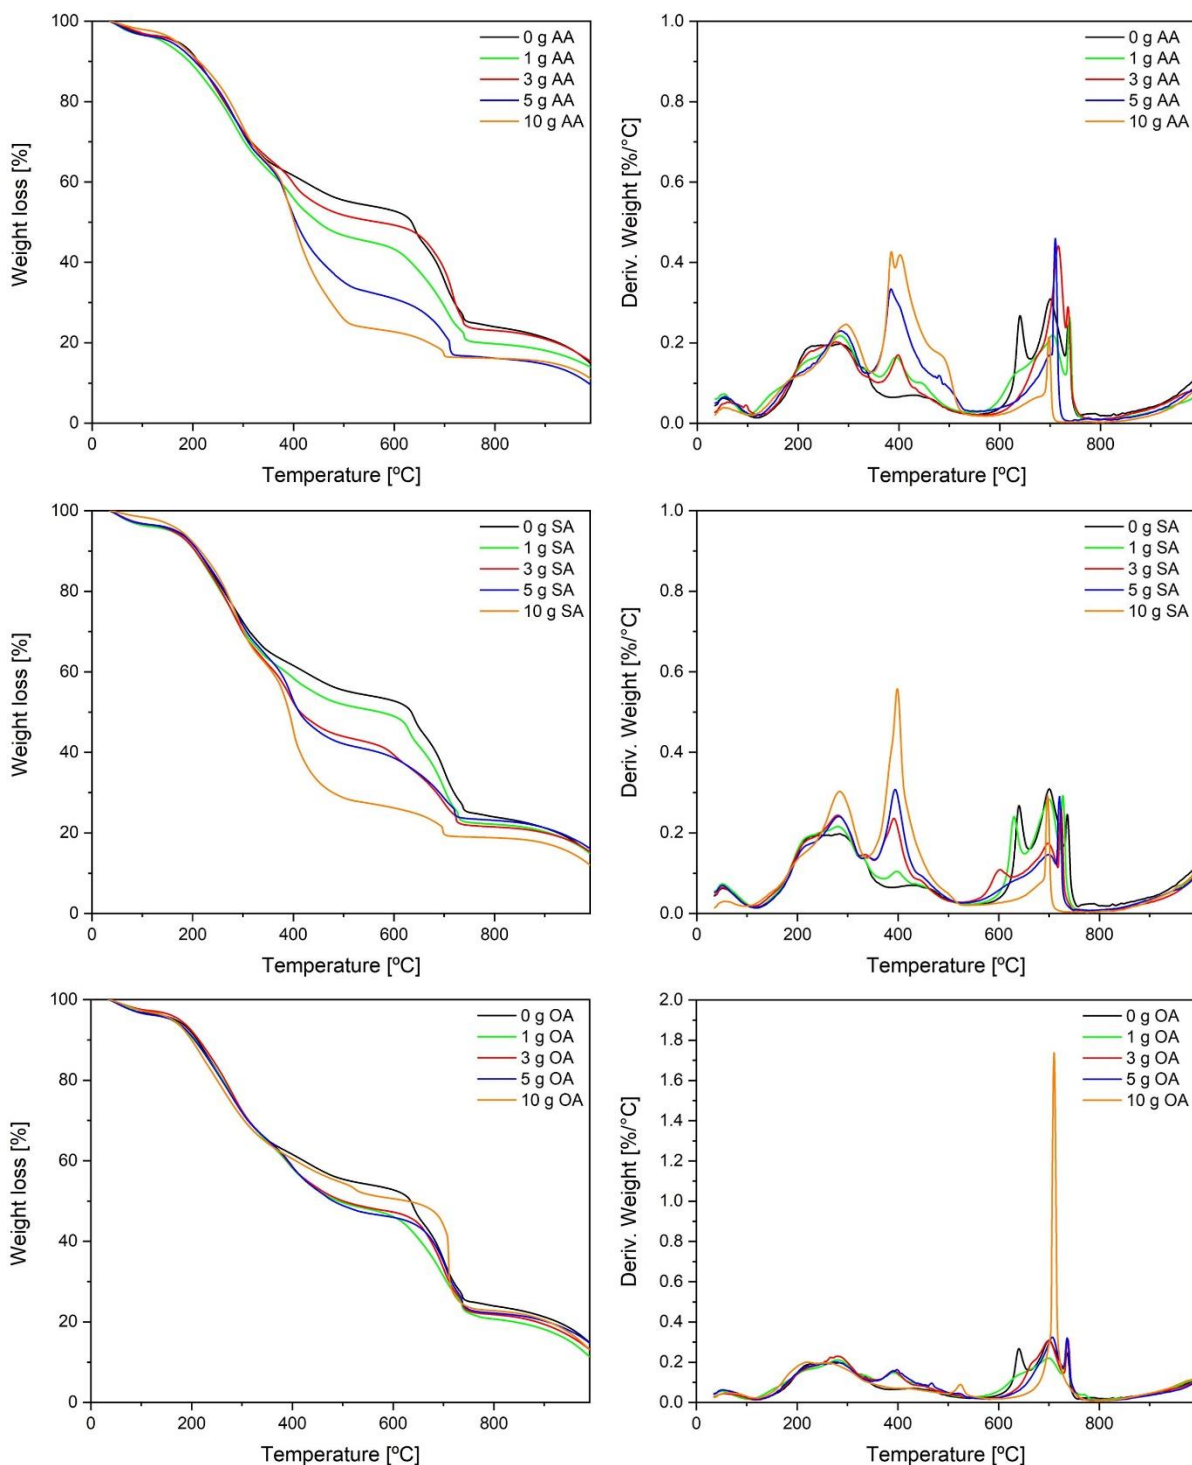 100
80
60
40
20
0
0
200
400
600
800
Weight loss [%]
Temperature [ºC]
0 g AA
1 g AA
3 g AA
5 g AA
10 g AA
1.0
0.8
0.6
0.4
0.2
0.0
0
200
400
600
800
Deriv. Weight [%/°C]
Temperature [ºC]
0 g AA
1 g AA
3 g AA
5 g AA
10 g AA
100
80
60
40
20
0
0
200
400
600
800
Weight loss [%]
Temperature [ºC]
0 g SA
1 g SA
3 g SA
5 g SA
10 g SA
1.0
0.8
0.6
0.4
0.2
0.0
0
200
400
600
800
Deriv. Weight [%/°C]
Temperature [ºC]
0 g SA
1 g SA
3 g SA
5 g SA
10 g SA
100
80
60
40
20
0
0
200
400
600
800
Weight loss [%]
Temperature [ºC]
0 g OA
1 g OA
3 g OA
5 g OA
10 g OA
2.0
1.8
1.6
1.4
1.2
1.0
0.8
0.6
0.4
0.2
0.0
0
200
400
600
800
Deriv. Weight [%/°C]
Temperature [ºC]
0 g OA
1 g OA
3 g OA
5 g OA
10 g OA